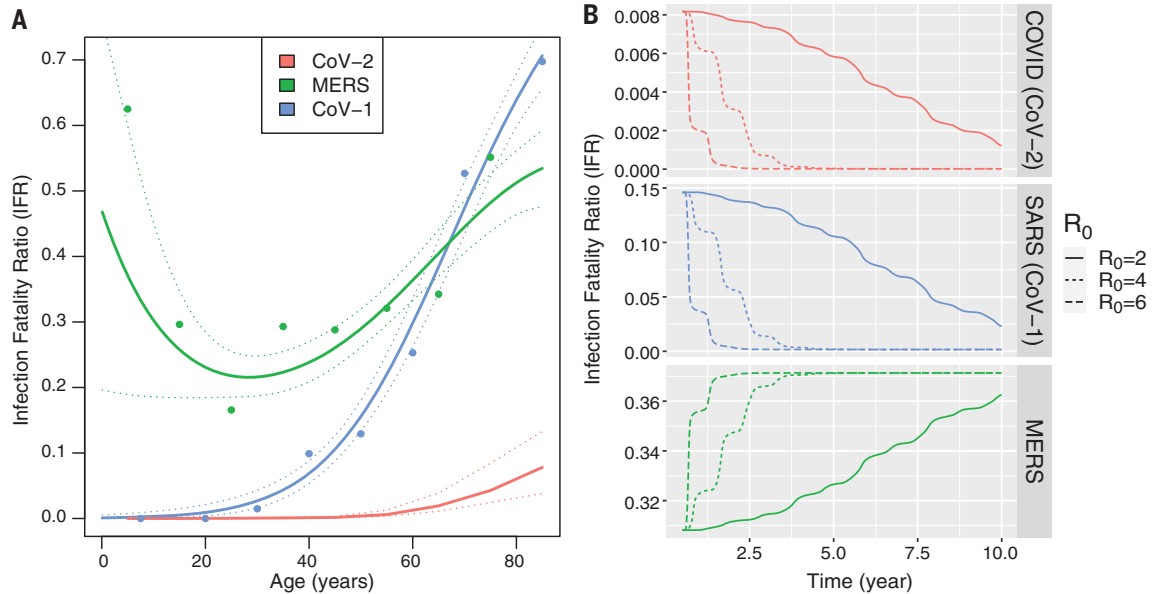 A
Infection Fatality Ratio (IFR)
0.7
0.6
0.5
0.4
0.3
0.2
0.1
0.0
CoV−2
MERS
CoV−1
0
20
40
60
80
Age (years)
B
Infection Fatality Ratio (IFR)
0.008
0.006
0.004
0.002
0.000
COVID (CoV−2)
0.15
0.10
0.05
0.00
SARS (CoV−1)
0.36
0.34
0.32
MERS
2.5
5.0
7.5
10.0
Time (year)
R0
R0=2
R0=4
R0=6